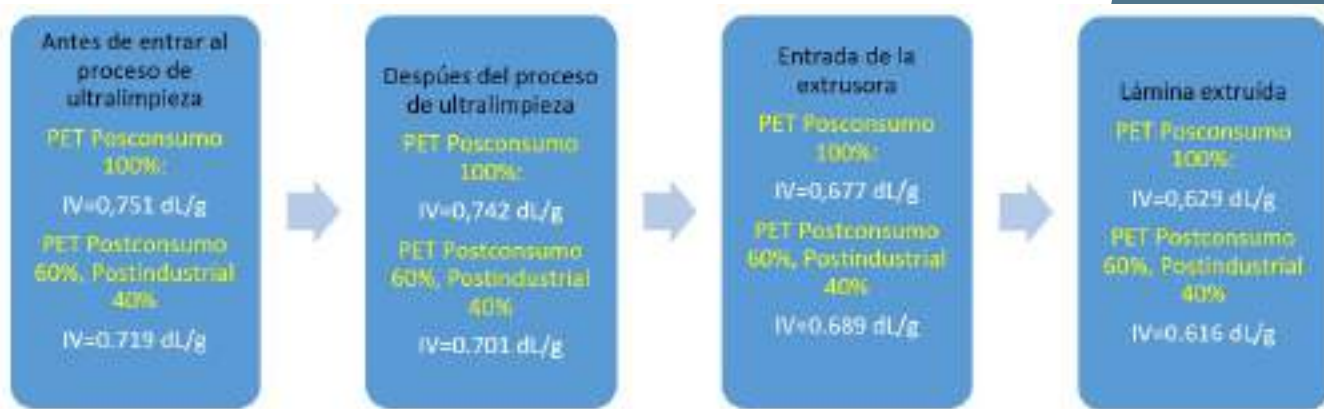 Antes de entrar al
proceso de
ultralimpieza
PET Posconsumo
100%:
IV=0,751 dL/g
PET Postconsumo
60%, Postindustrial
40%
IV=0.719 dL/g
Despúes del proceso
de ultralimpieza
PET Posconsumo
100%:
IV=0,742 dL/g
PET Postconsumo
60%, Postindustrial
40%
IV=0.701 dL/g
Entrada de la
extrusora
PET Posconsumo
100%:
IV=0,677 dL/g
PET Postconsumo
60%, Postindustrial
40%
IV=0.689 dL/g
Lámina extruída
PET Posconsumo
100%:
IV=0,629 dL/g
PET Postconsumo
60%, Postindustrial
40%
IV=0.616 dL/g